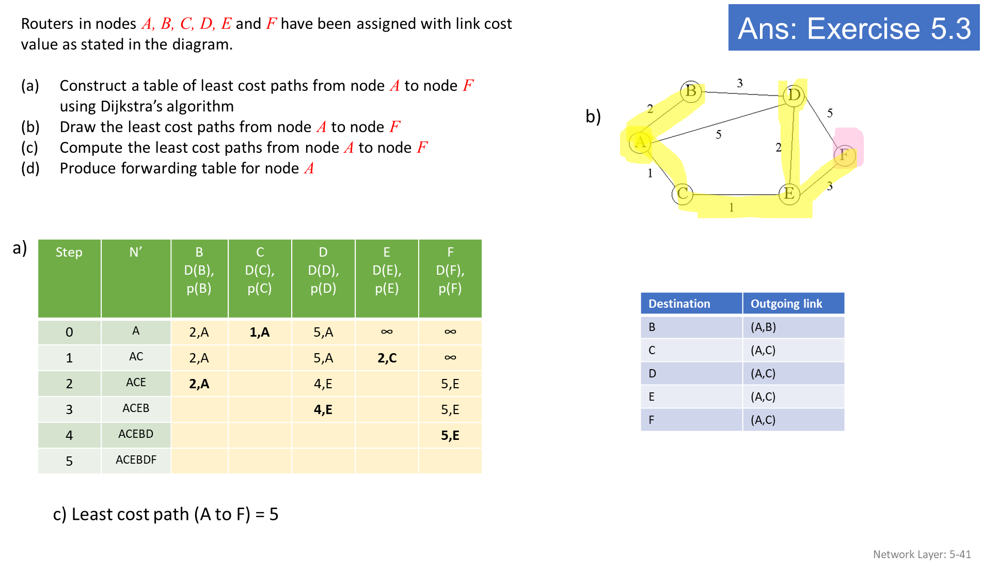 Routers in nodes A, B, C, D, E and F have been assigned with link cost
value as stated in the diagram.
Ans: Exercise 5.3
(a) Construct a table of least cost paths from node A to node F
using Dijkstra’s algorithm
(b) Draw the least cost paths from node A to node F
(c) Compute the least cost paths from node A to node F
(d) Produce forwarding table for node A
b)
B 3 D
2 5
A 5
2 F
1 3
C E
1
a)
Step N’ B C D E F
D(B), D(C), D(D), D(E), D(F),
p(B) p(C) p(D) p(E) p(F)
0 A 2,A 1,A 5,A ∞ ∞
1 AC 2,A 5,A 2,C ∞
2 ACE 2,A 4,E 5,E
3 ACEB 4,E 5,E
4 ACEBD 5,E
5 ACEBDF
Destination Outgoing link
B (A,B)
C (A,C)
D (A,C)
E (A,C)
F (A,C)
c) Least cost path (A to F) = 5
Network Layer: 5-41